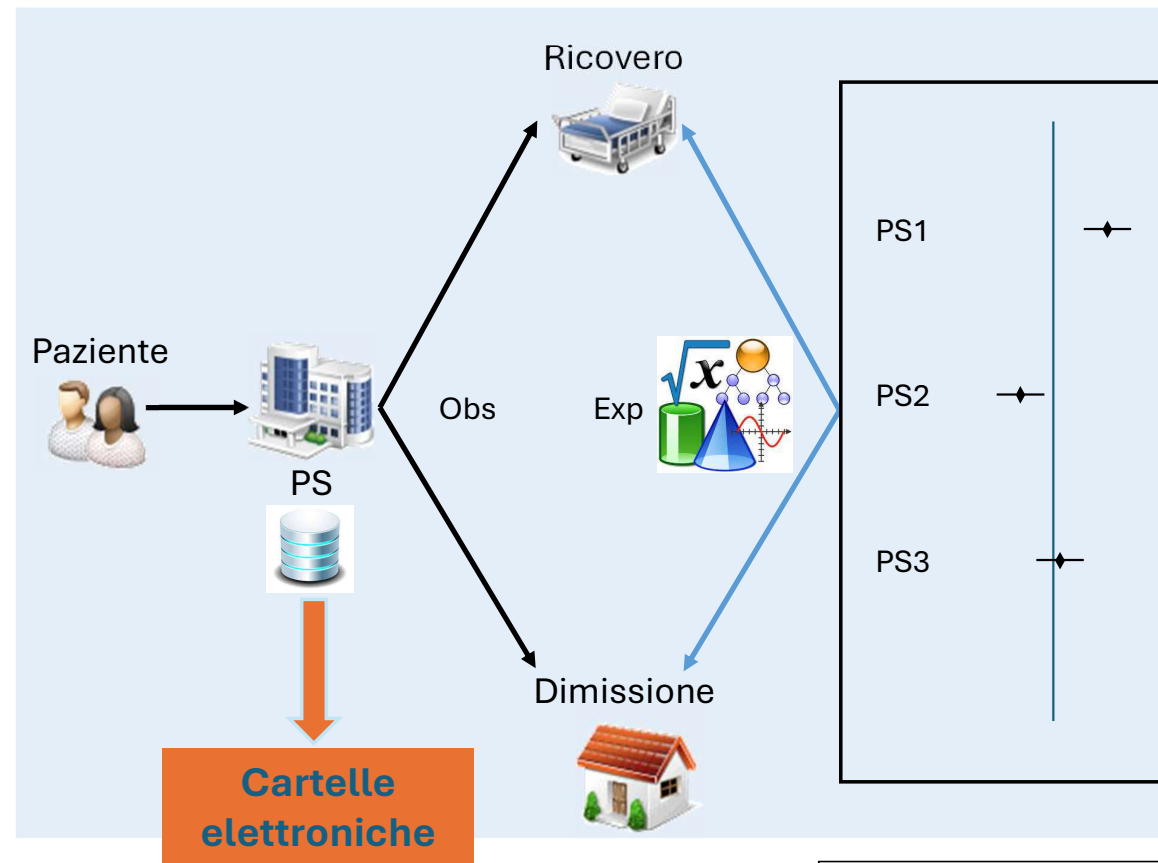 Ricovero
PS1
Paziente
Obs
Exp
x
PS2
PS
PS3
Dimissione
Cartelle
elettroniche